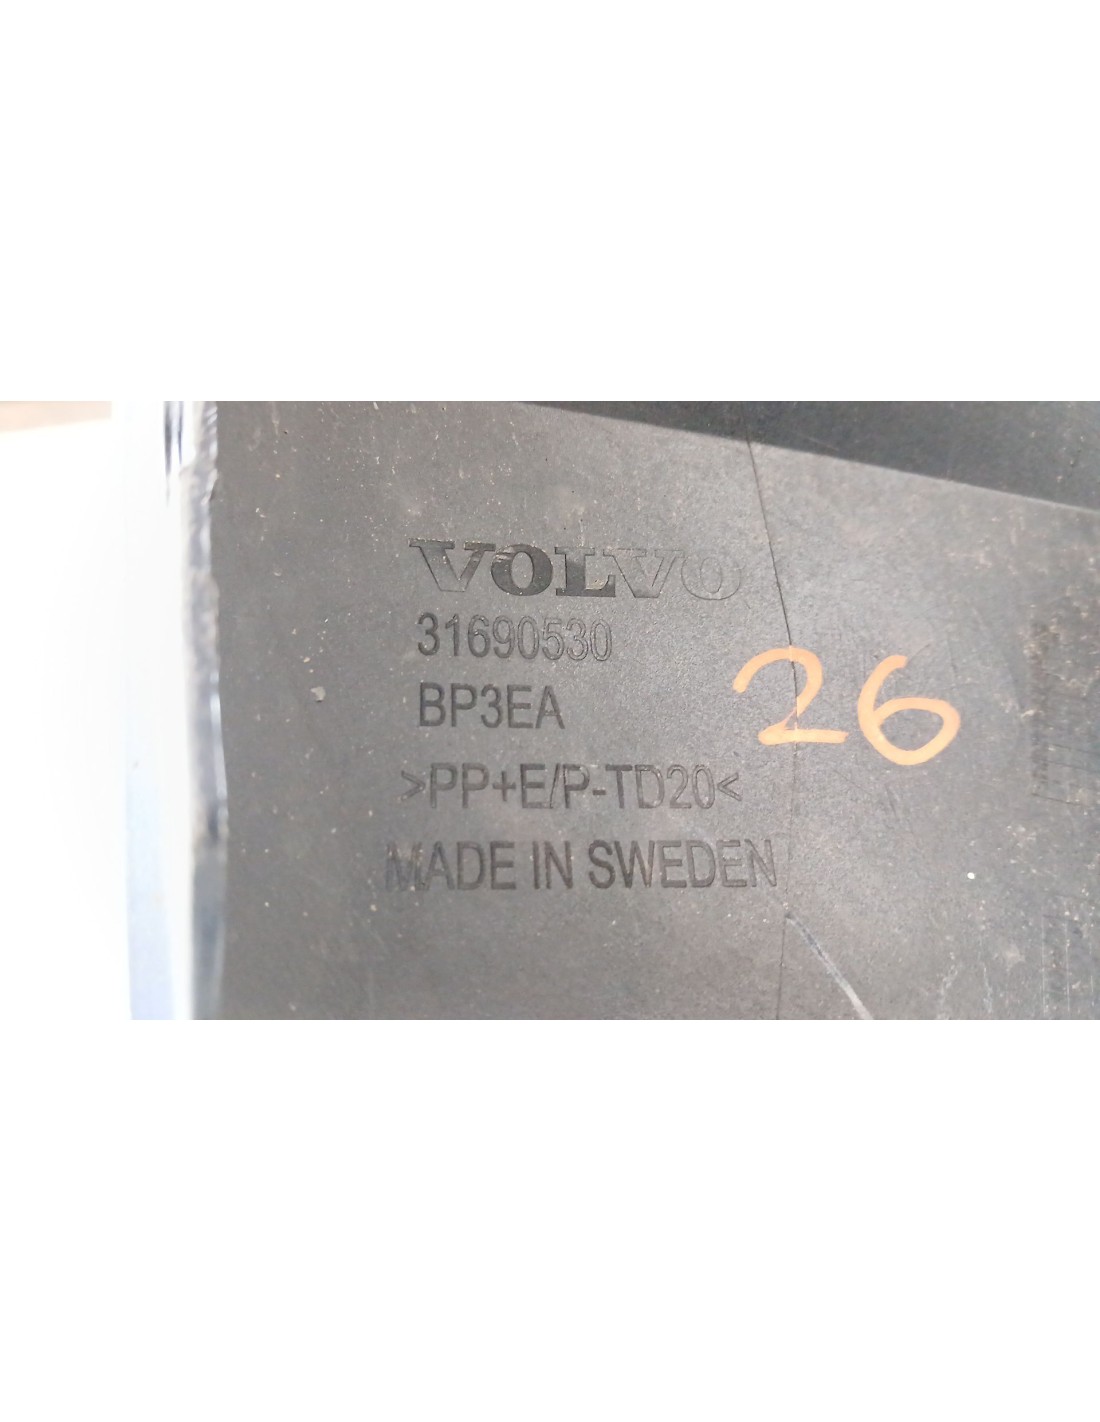 VOLVO
31690530
BP3EA
26
>PP+E/P-TD20<
MADE IN SWEDEN